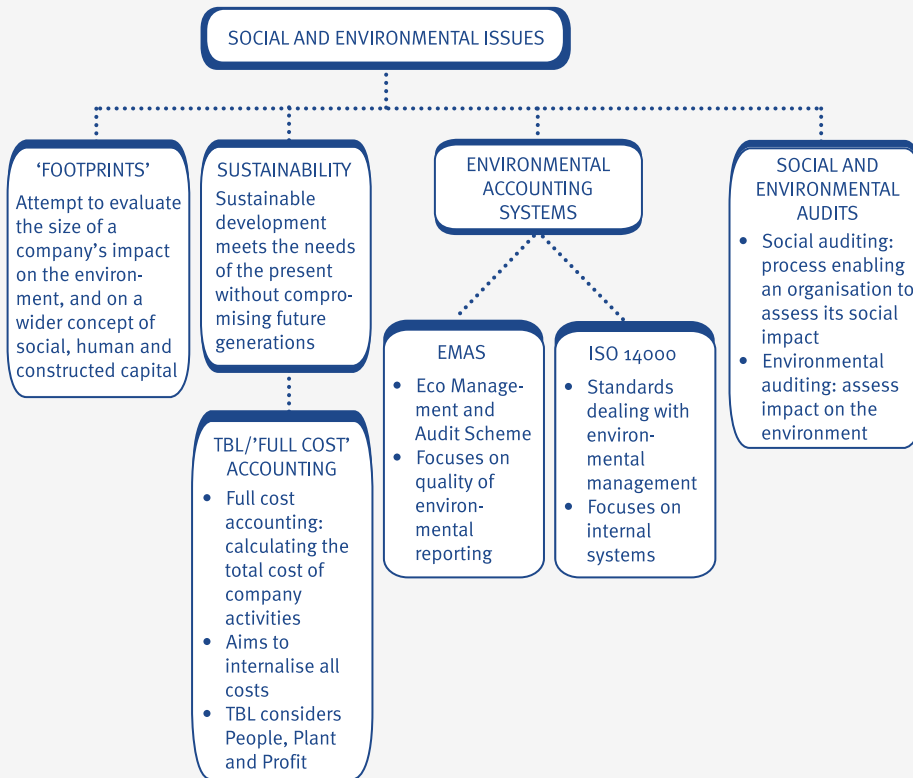 SOCIAL AND ENVIRONMENTAL ISSUES
'FOOTPRINTS'
Attempt to evaluate
the size of a
company's impact
on the environ-
ment, and on a
wider concept of
social, human and
constructed capital
SUSTAINABILITY
Sustainable
development
meets the needs
of the present
without compro-
mising future
generations
TBL/'FULL COST'
ACCOUNTING
• Full cost
accounting:
calculating the
total cost of
company
activities
• Aims to
internalise all
costs
• TBL considers
People, Plant
and Profit
ENVIRONMENTAL
ACCOUNTING
SYSTEMS
EMAS
• Eco Manage-
ment and
Audit Scheme
• Focuses on
quality of
environ-
mental
reporting
ISO 14000
• Standards
dealing with
environ-
mental
management
• Focuses on
internal
systems
SOCIAL AND
ENVIRONMENTAL
AUDITS
• Social auditing:
process enabling
an organisation to
assess its social
impact
• Environmental
auditing: assess
impact on the
environment